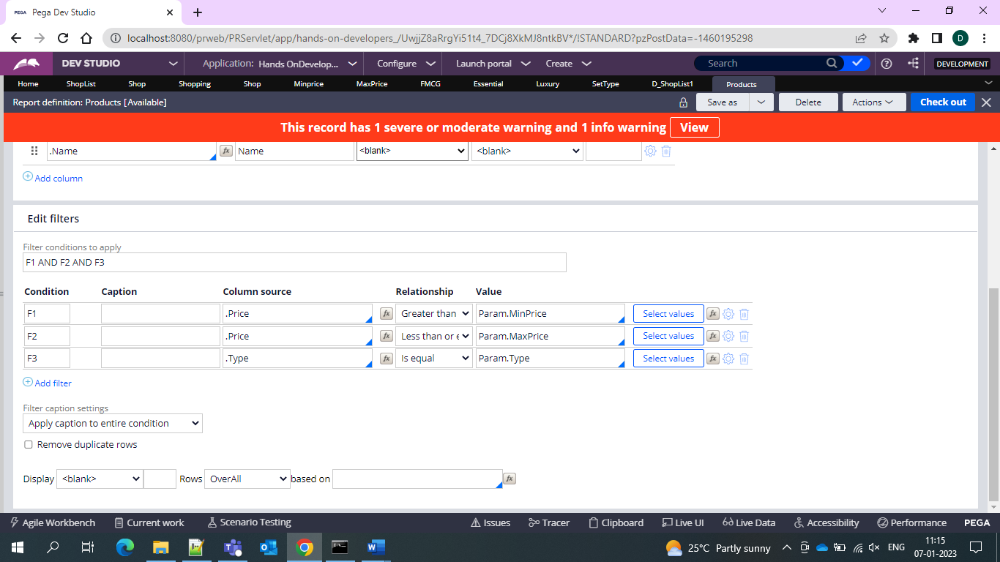 PEGA Pega Dev Studio
localhost:8080/prweb/PRServlet/app/hands-on-developers_/UwjjZ8aRrgYi51t4_7DCj8XkMJ8ntkBV*/!STANDARD?pzPostData=-1460195298
D
DEV STUDIO Application: Hands OnDevelop... Configure Launch portal Create Search DEVELOPMENT
Home ShopList Shop Shopping Shop Minprice MaxPrice FMCG Essential Luxury SetType D_ShopList1 Products
Report definition: Products [Available] Save as Delete Actions Check out
This record has 1 severe or moderate warning and 1 info warning View
.Name fx Name <blank> <blank>
Add column
Edit filters
Filter conditions to apply
F1 AND F2 AND F3
Condition Caption Column source Relationship Value
F1 .Price fx Greater than Param.MinPrice Select values fx
F2 .Price fx Less than or e Param.MaxPrice Select values fx
F3 .Type fx Is equal Param.Type Select values fx
Add filter
Filter caption settings
Apply caption to entire condition
Remove duplicate rows
Display <blank> Rows OverAll based on fx
Agile Workbench Current work Scenario Testing Issues Tracer Clipboard Live UI Live Data Accessibility Performance PEGA
25°C Partly sunny ENG 11:15
07-01-2023